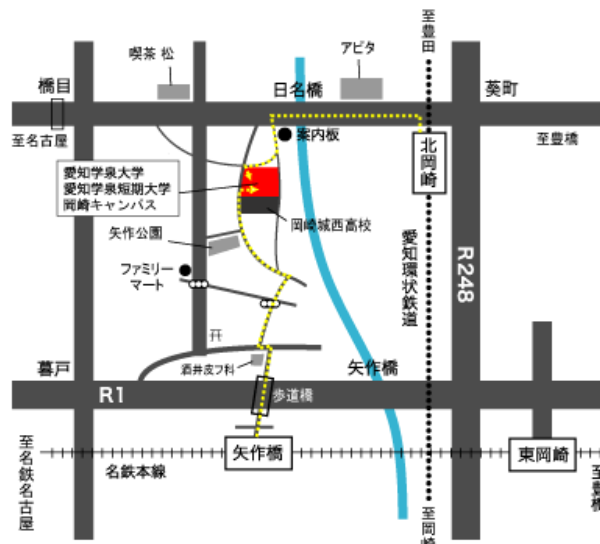 至豊田
喫茶 松
アピタ
橋目
日名橋
葵町
至名古屋
案内板
至豊橋
北岡崎
愛知学泉大学
愛知学泉短期大学
岡崎キャンパス
岡崎城西高校
矢作公園
愛知環状鉄道
R248
ファミリー
マート
暮戸
酒井皮フ科
矢作橋
R1
歩道橋
至名鉄名古屋
名鉄本線
矢作橋
東岡崎
至豊橋
至岡崎